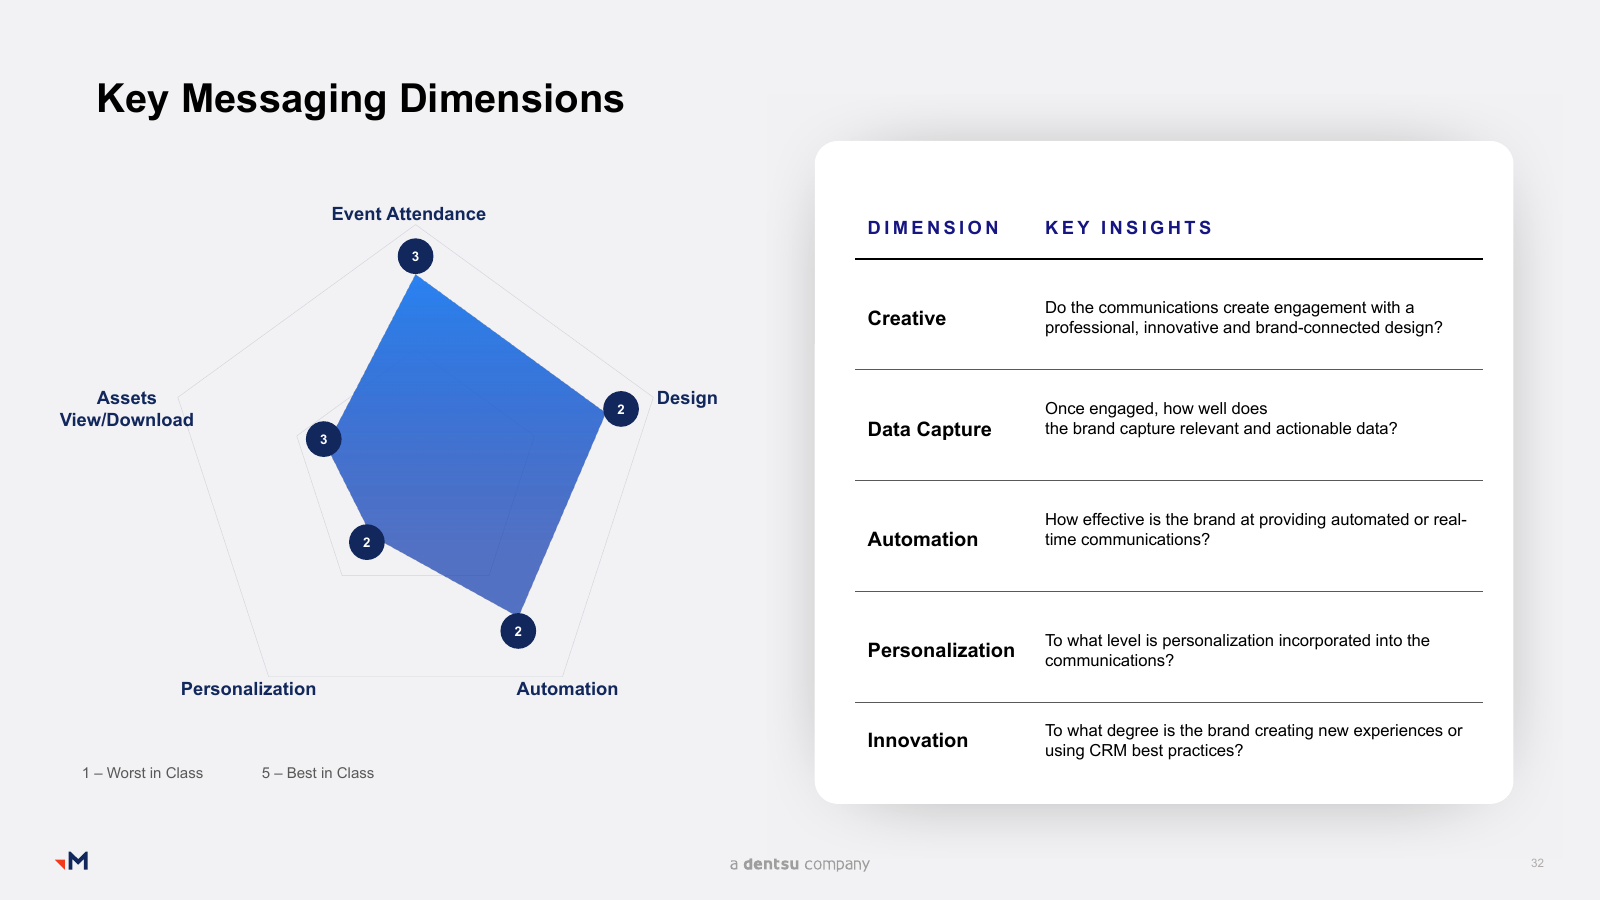 Key Messaging Dimensions
Event Attendance
3
Assets
View/Download
Design
2
3
2
2
Personalization
Automation
1 – Worst in Class
5 – Best in Class
DIMENSION KEY INSIGHTS
Creative
Do the communications create engagement with a
professional, innovative and brand-connected design?
Data Capture
Once engaged, how well does
the brand capture relevant and actionable data?
Automation
How effective is the brand at providing automated or real-
time communications?
Personalization
To what level is personalization incorporated into the
communications?
Innovation
To what degree is the brand creating new experiences or
using CRM best practices?
M
a dentsu company
32